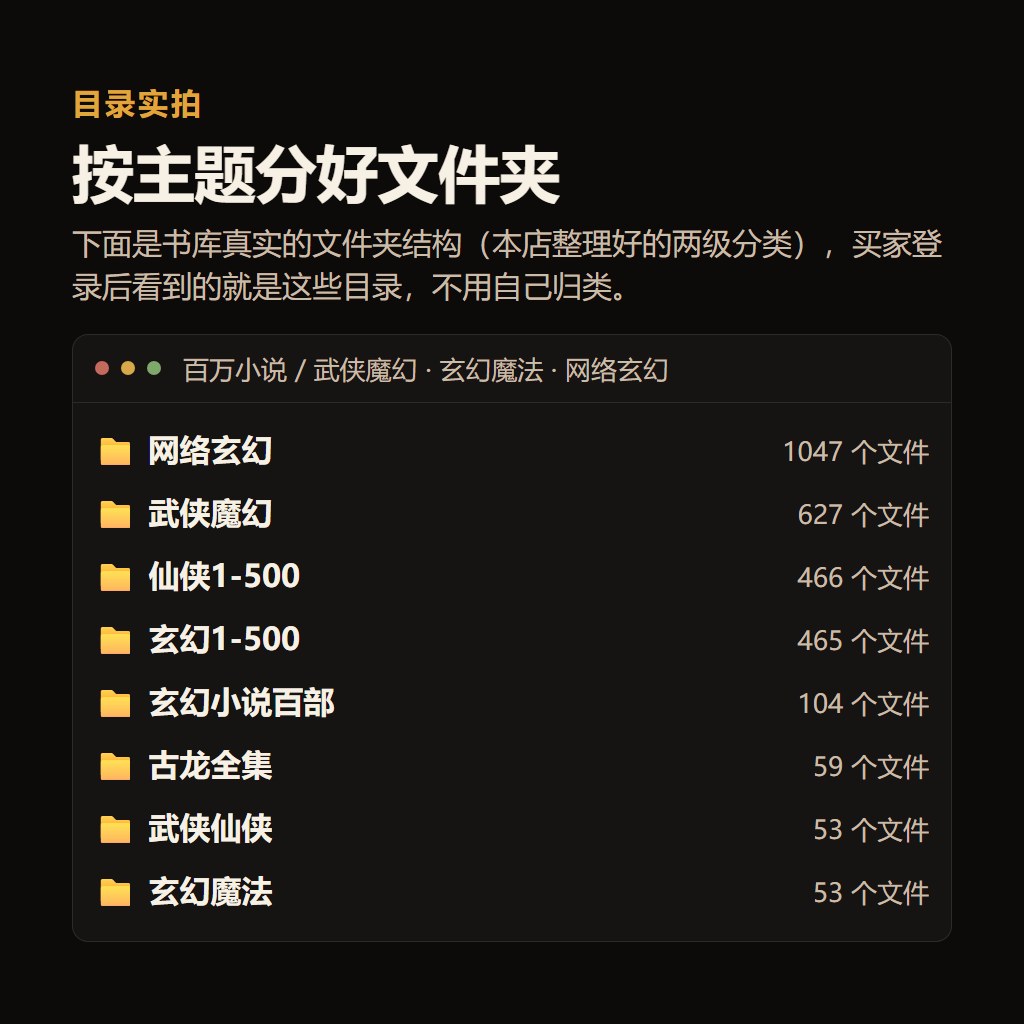 目录实拍
按主题分好文件夹
下面是书库真实的文件夹结构（本店整理好的两级分类），买家登
录后看到的就是这些目录，不用自己归类。
百万小说 / 武侠魔幻 · 玄幻魔法 · 网络玄幻
网络玄幻 1047 个文件
武侠魔幻 627 个文件
仙侠1-500 466 个文件
玄幻1-500 465 个文件
玄幻小说百部 104 个文件
古龙全集 59 个文件
武侠仙侠 53 个文件
玄幻魔法 53 个文件